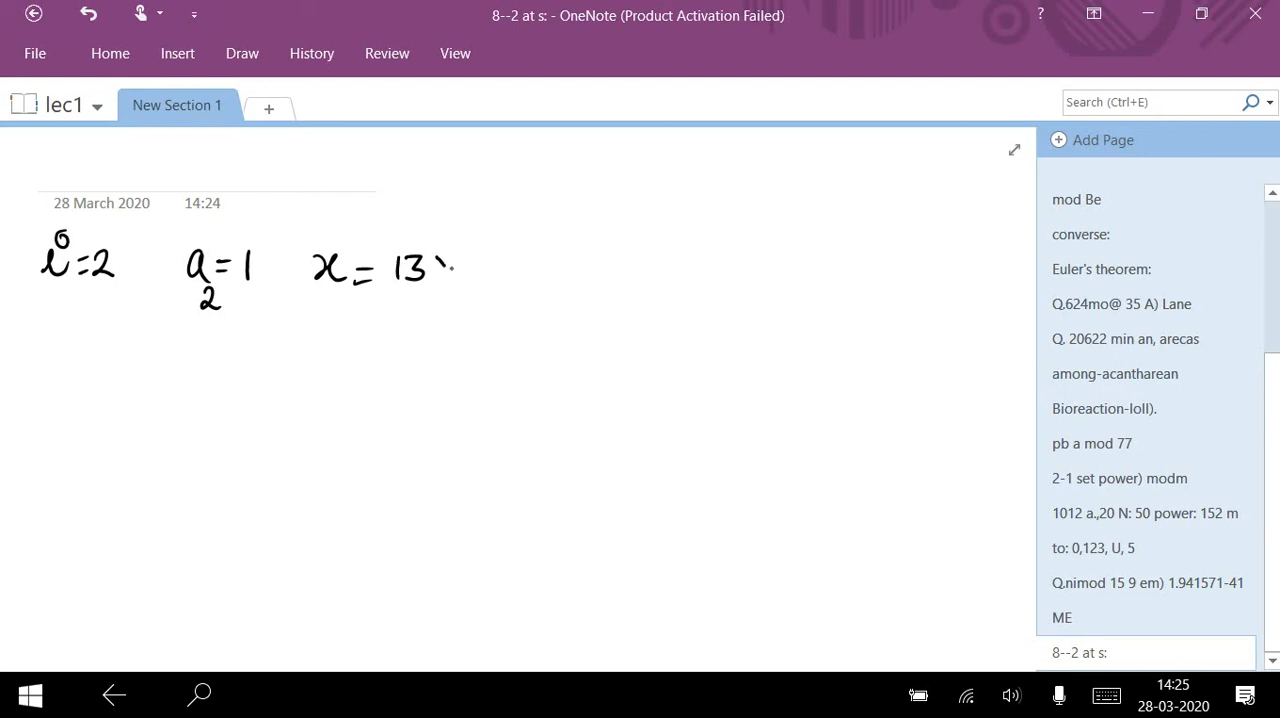 8--2 at s: - OneNote (Product Activation Failed)
?
File Home Insert Draw History Review View
lec1 New Section 1 +
Search (Ctrl+E)
Add Page
28 March 2020 14:24
i=2 a₂=1 x=13
mod Be
converse:
Euler's theorem:
Q.624mo@ 35 A) Lane
Q, 20622 min an, arecas
among-acantharean
Bioreaction-loll).
pb a mod 77
2-1 set power) modm
1012 a.,20 N: 50 power: 152 m
to: 0,123, U, 5
Q.nimod 15 9 em) 1.941571-41
ME
8--2 at s:
14:25
28-03-2020